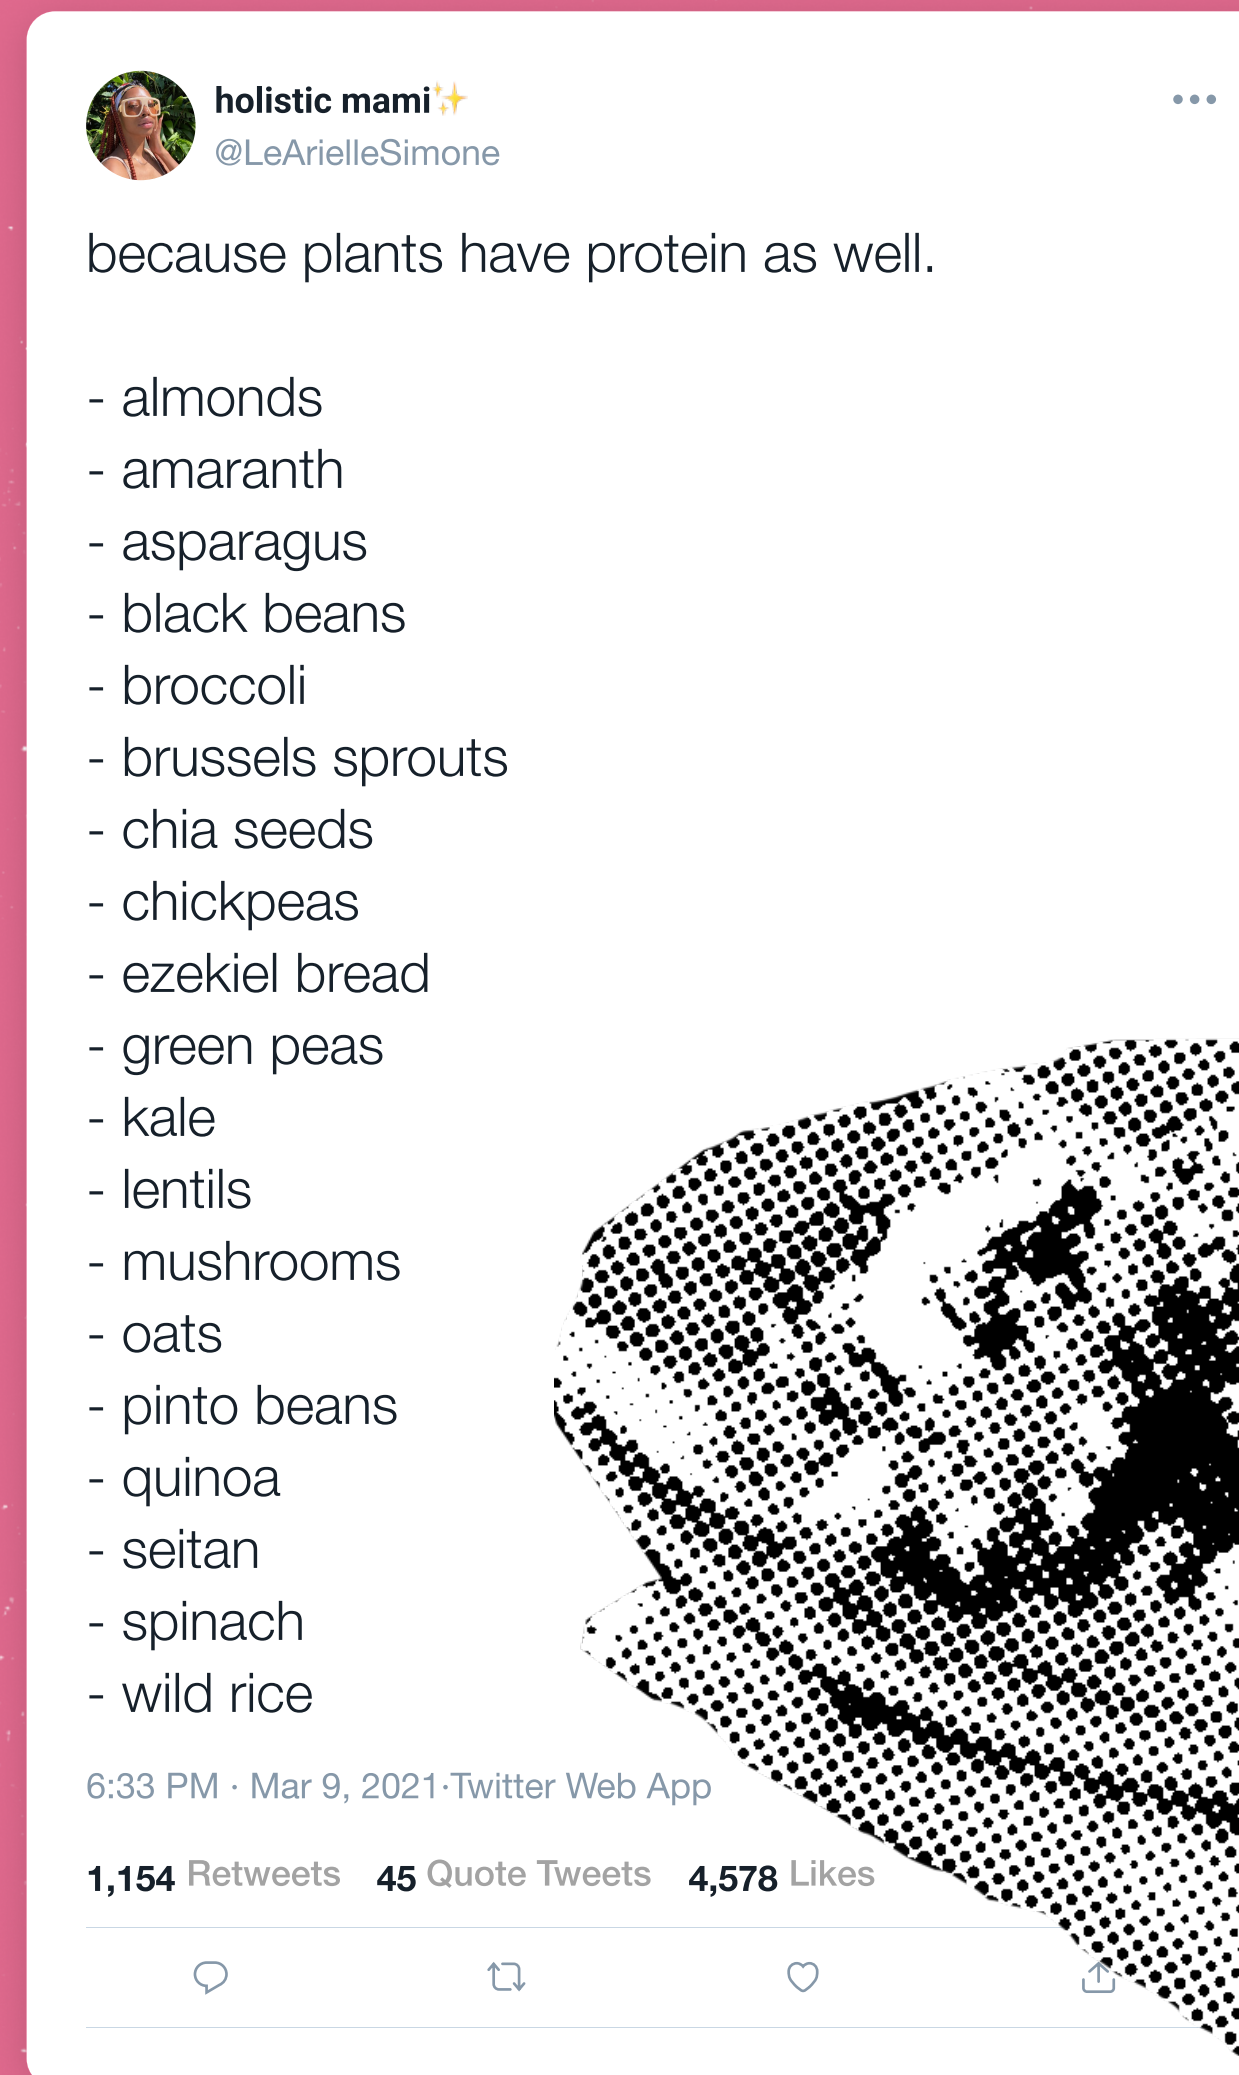 holistic mami✨
@LeArielleSimone
because plants have protein as well.
- almonds
- amaranth
- asparagus
- black beans
- broccoli
- brussels sprouts
- chia seeds
- chickpeas
- ezekiel bread
- green peas
- kale
- lentils
- mushrooms
- oats
- pinto beans
- quinoa
- seitan
- spinach
- wild rice
6:33 PM · Mar 9, 2021·Twitter Web App
1,154 Retweets 45 Quote Tweets 4,578 Likes